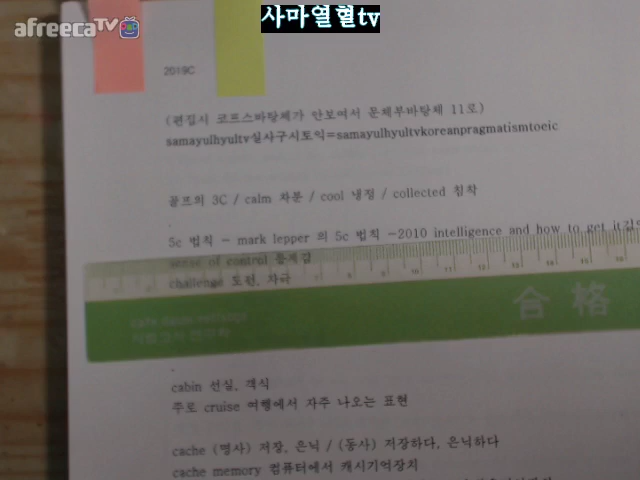 afreecaTV
사마열혈tv
2019C
(편집시 코프스바탕체가 안보여서 문체부바탕체 11로)
samayulhyultv실사구시토익=samayulhyultvkoreanpragmatismtoeic
골프의 3C / calm 차분 / cool 냉정 / collected 침착
5c 법칙 - mark lepper 의 5c 법칙 -2010 intelligence and how to get it
sense of control 통제감
challenge 도전, 자극
合格
cabin 선실, 객식
주로 cruise 여행에서 자주 나오는 표현
cache (명사) 저장, 은닉 / (동사) 저장하다, 은닉하다
cache memory 컴퓨터에서 캐시기억장치